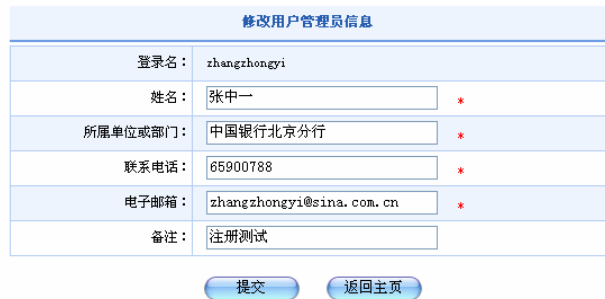 修改用户管理员信息
登录名： zhangzhongyi
姓名： 张中一 *
所属单位或部门： 中国银行北京分行 *
联系电话： 65900788 *
电子邮箱： zhangzhongyi@sina.com.cn *
备注： 注册测试
提交 返回主页